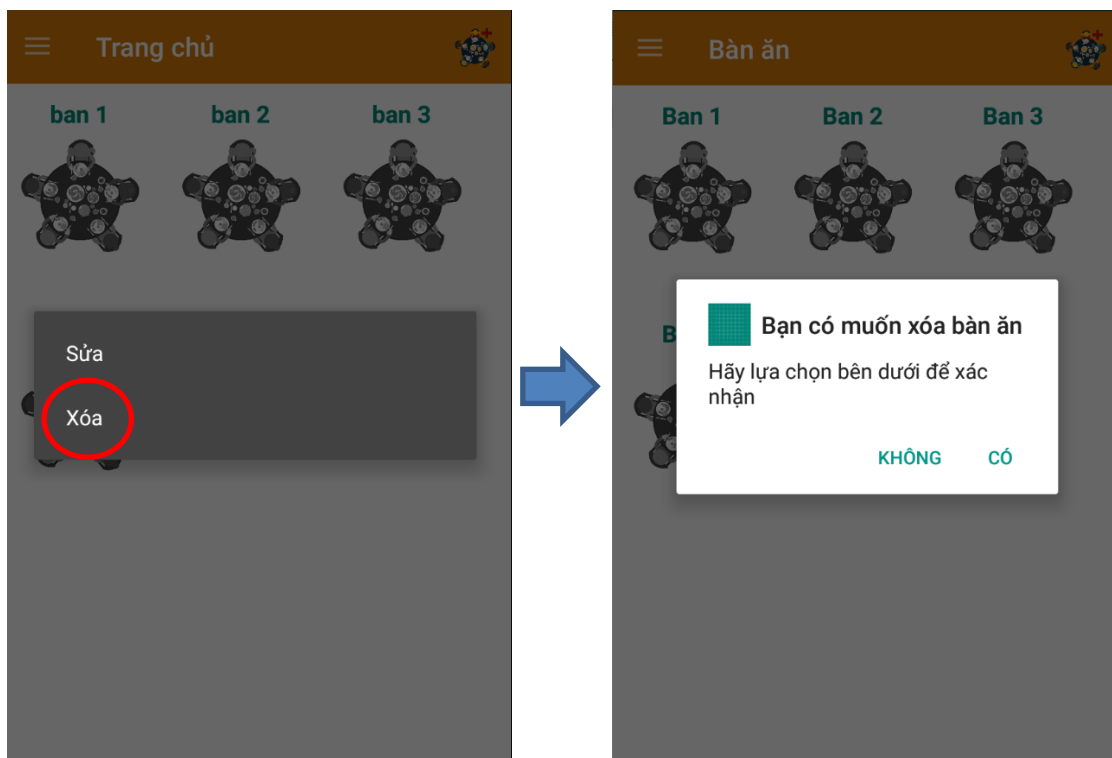 Trang chủ
ban 1
ban 2
ban 3
Sửa
Xóa
Bàn ăn
Ban 1
Ban 2
Ban 3
B
Bạn có muốn xóa bàn ăn
Hãy lựa chọn bên dưới để xác
nhận
KHÔNG
CÓ